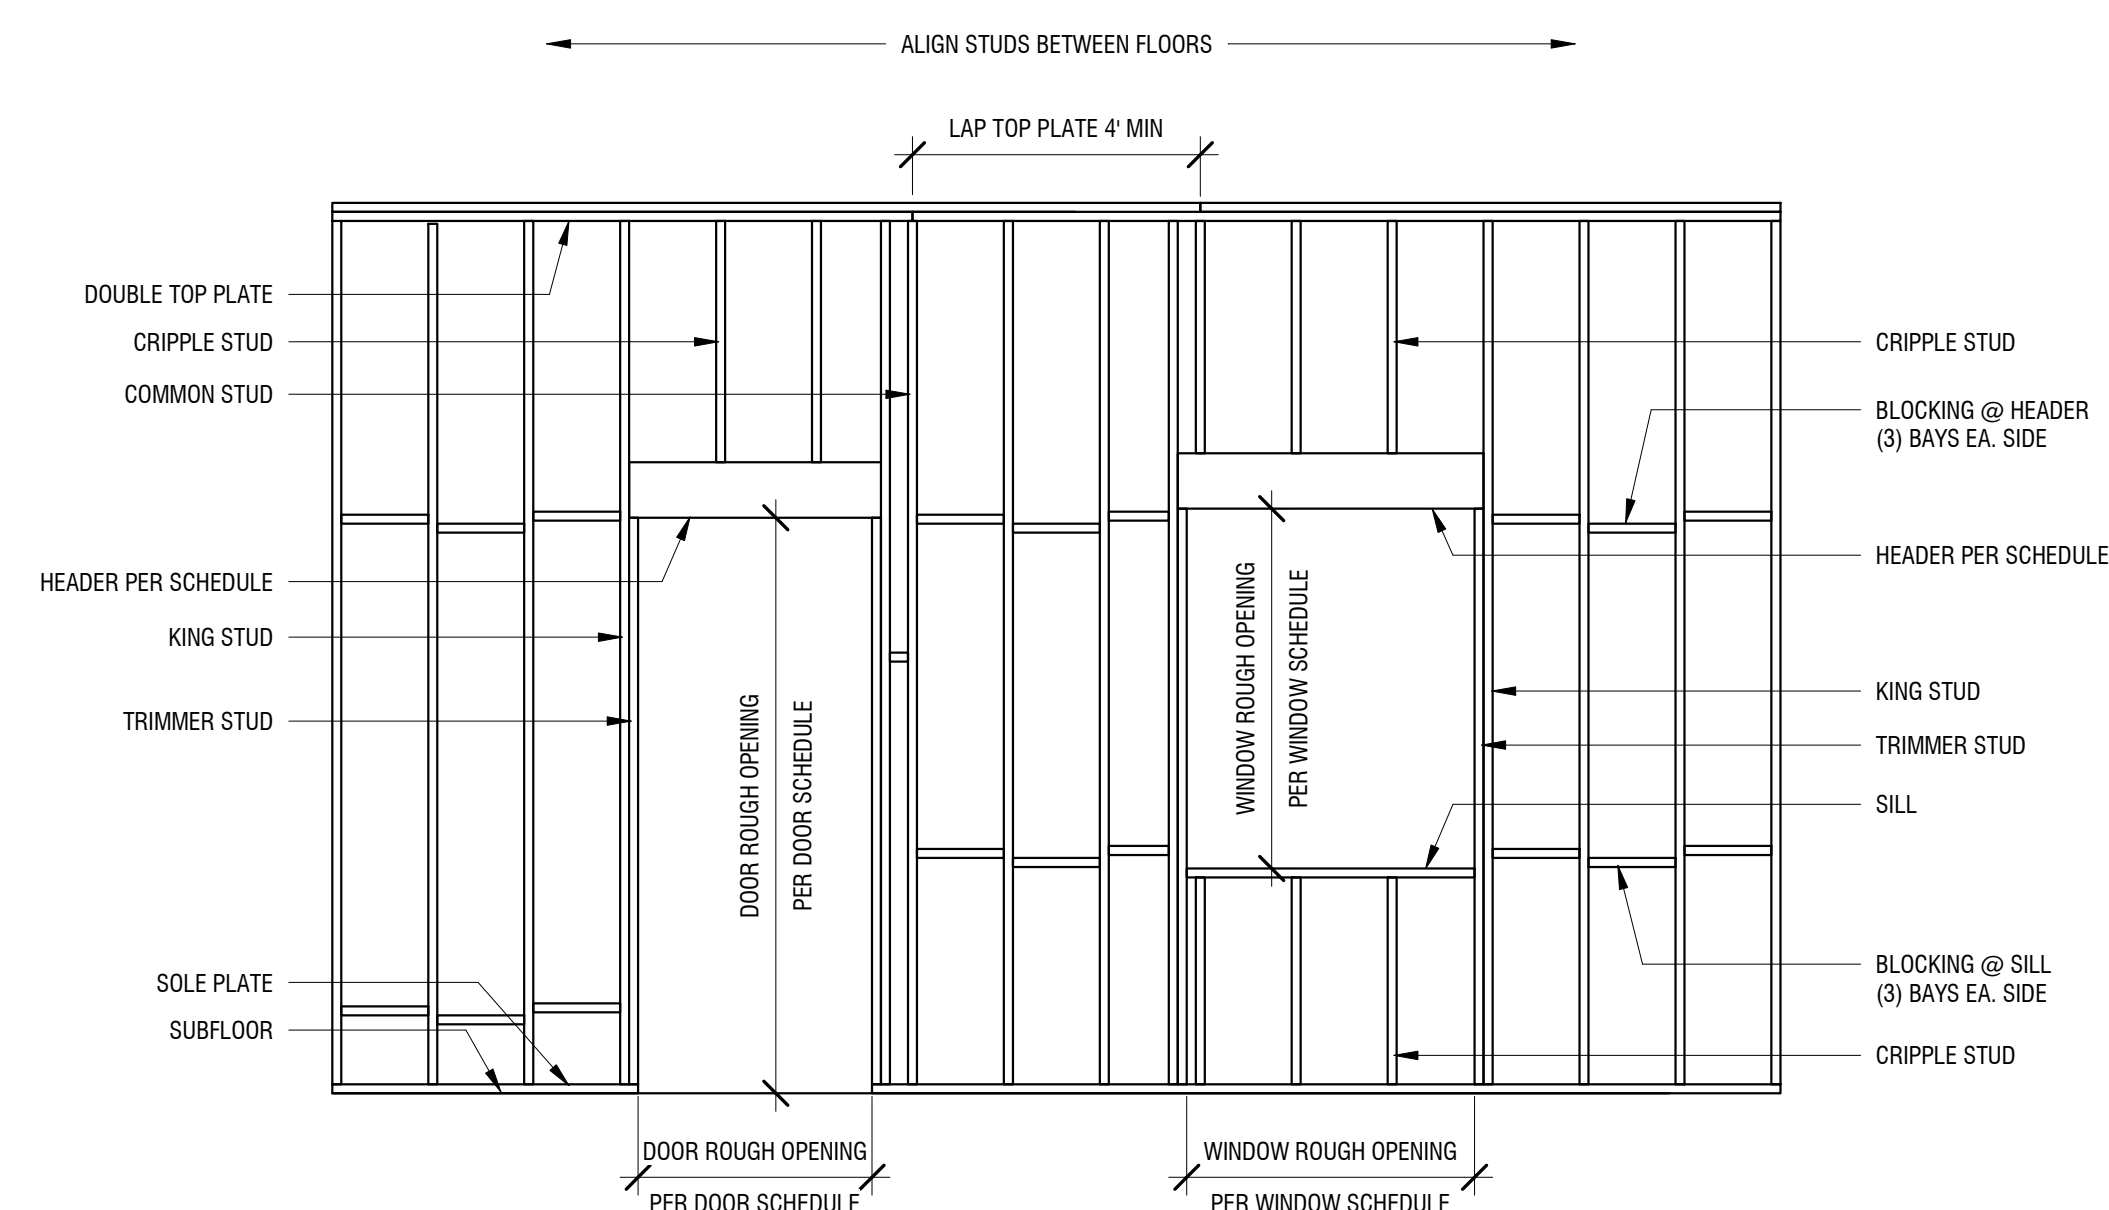 ALIGN STUDS BETWEEN FLOORS
LAP TOP PLATE 4' MIN
DOUBLE TOP PLATE
CRIPPLE STUD
COMMON STUD
HEADER PER SCHEDULE
KING STUD
TRIMMER STUD
SOLE PLATE
SUBFLOOR
DOOR ROUGH OPENING
PER DOOR SCHEDULE
WINDOW ROUGH OPENING
PER WINDOW SCHEDULE
CRIPPLE STUD
BLOCKING @ HEADER
(3) BAYS EA. SIDE
HEADER PER SCHEDULE
KING STUD
TRIMMER STUD
SILL
BLOCKING @ SILL
(3) BAYS EA. SIDE
CRIPPLE STUD
DOOR ROUGH OPENING
PER DOOR SCHEDULE
WINDOW ROUGH OPENING
PER WINDOW SCHEDULE